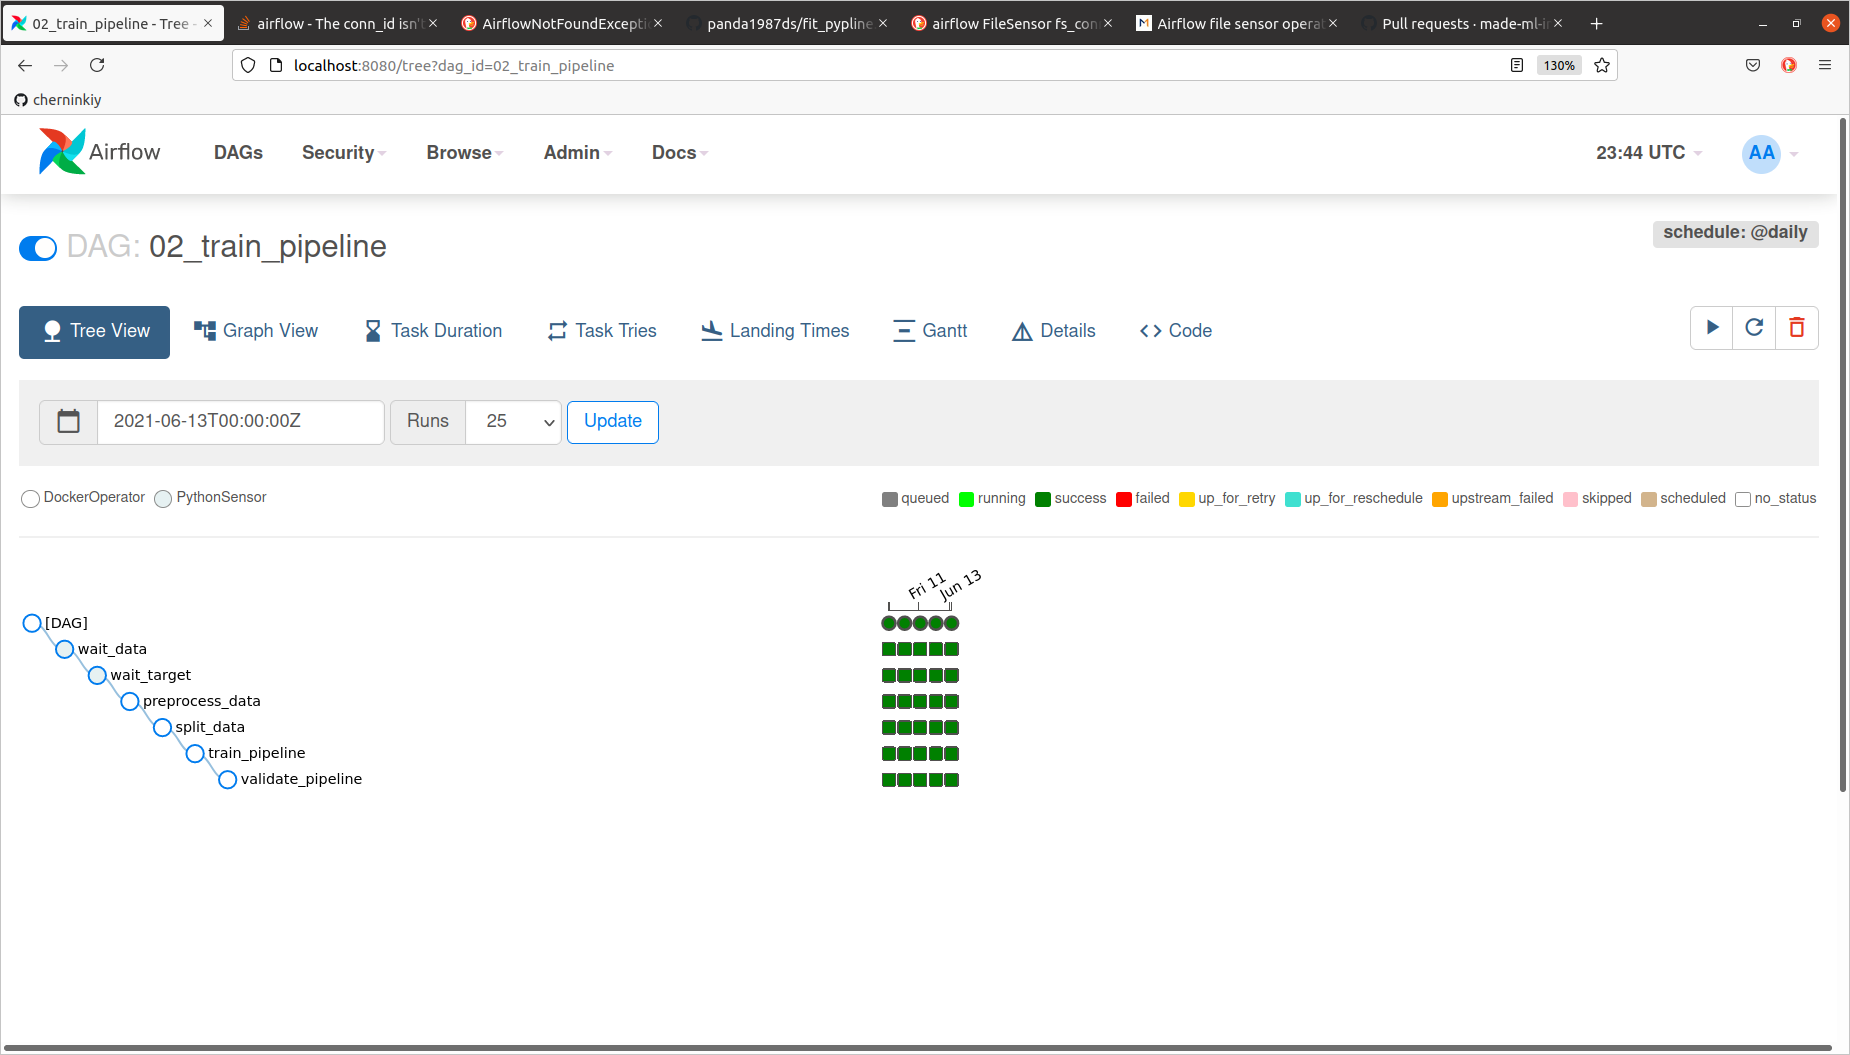 02_train_pipeline - Tree -
airflow - The conn_id isn't
AirflowNotFoundExcepti
panda1987ds/fit_pypline
airflow FileSensor fs_con
Airflow file sensor operat
Pull requests · made-ml-i
localhost:8080/tree?dag_id=02_train_pipeline
130%
cherninkiy
Airflow
DAGs
Security
Browse
Admin
Docs
23:44 UTC
AA
DAG: 02_train_pipeline
schedule: @daily
Tree View
Graph View
Task Duration
Task Tries
Landing Times
Gantt
Details
Code
2021-06-13T00:00:00Z
Runs
25
Update
DockerOperator
PythonSensor
queued
running
success
failed
up_for_retry
up_for_reschedule
upstream_failed
skipped
scheduled
no_status
Fri 11
Jun 13
[DAG]
wait_data
wait_target
preprocess_data
split_data
train_pipeline
validate_pipeline